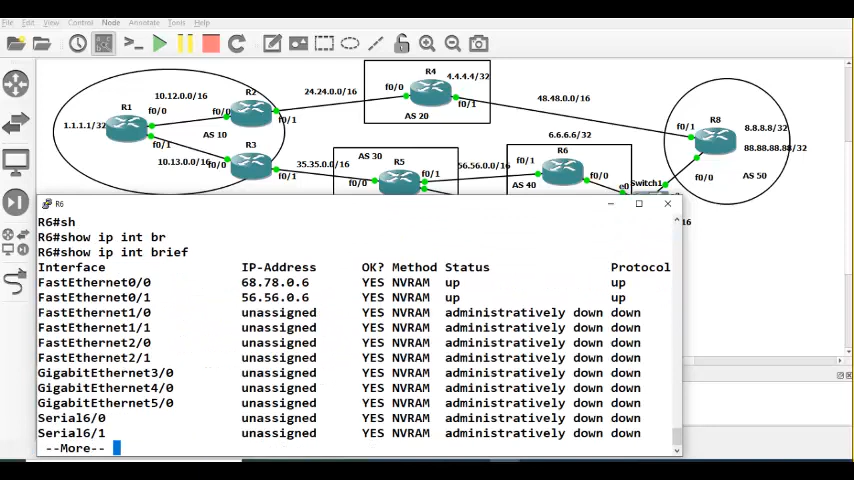 File Edit View Control Node Annotate Tools Help
R4
4.4.4.4/32
f0/0
f0/1
AS 20
24.24.0.0/16
48.48.0.0/16
10.12.0.0/16
R2
R1
f0/0
f0/0
f0/1
1.1.1.1/32
AS 10
f0/1
R3
10.13.0.0/16
f0/0
f0/1
AS 30
35.35.0.0/16
R5
f0/0
f0/1
56.56.0.0/16
6.6.6.6/32
R6
f0/1
f0/0
AS 40
e0
Switch1
R8
f0/1
f0/0
8.8.8.8/32
88.88.88.88/32
AS 50
16
R6
R6#sh
R6#show ip int br
R6#show ip int brief
Interface IP-Address OK? Method Status Protocol
FastEthernet0/0 68.78.0.6 YES NVRAM up up
FastEthernet0/1 56.56.0.6 YES NVRAM up up
FastEthernet1/0 unassigned YES NVRAM administratively down down
FastEthernet1/1 unassigned YES NVRAM administratively down down
FastEthernet2/0 unassigned YES NVRAM administratively down down
FastEthernet2/1 unassigned YES NVRAM administratively down down
GigabitEthernet3/0 unassigned YES NVRAM administratively down down
GigabitEthernet4/0 unassigned YES NVRAM administratively down down
GigabitEthernet5/0 unassigned YES NVRAM administratively down down
Serial6/0 unassigned YES NVRAM administratively down down
Serial6/1 unassigned YES NVRAM administratively down down
--More--